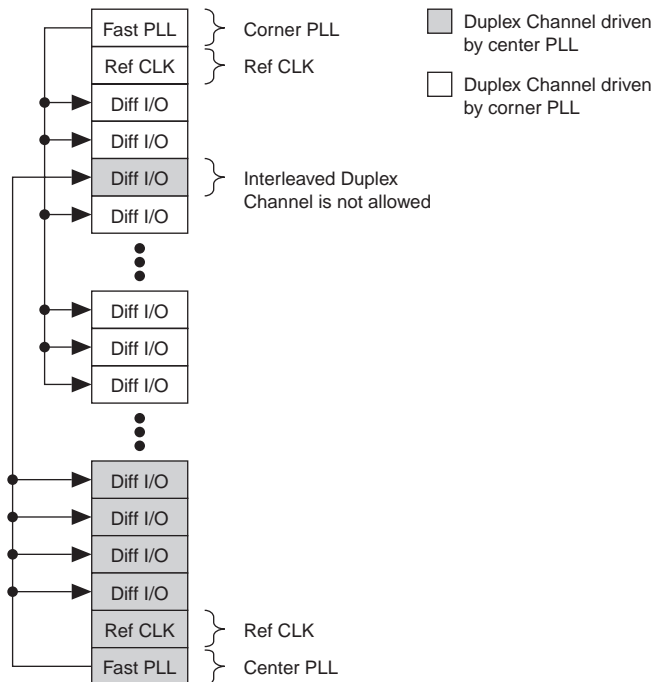 Fast PLL
Corner PLL
Duplex Channel driven
by center PLL
Ref CLK
Ref CLK
Duplex Channel driven
by corner PLL
Diff I/O
Diff I/O
Diff I/O
Interleaved Duplex
Channel is not allowed
Diff I/O
Diff I/O
Diff I/O
Diff I/O
Diff I/O
Diff I/O
Diff I/O
Diff I/O
Ref CLK
Ref CLK
Fast PLL
Center PLL